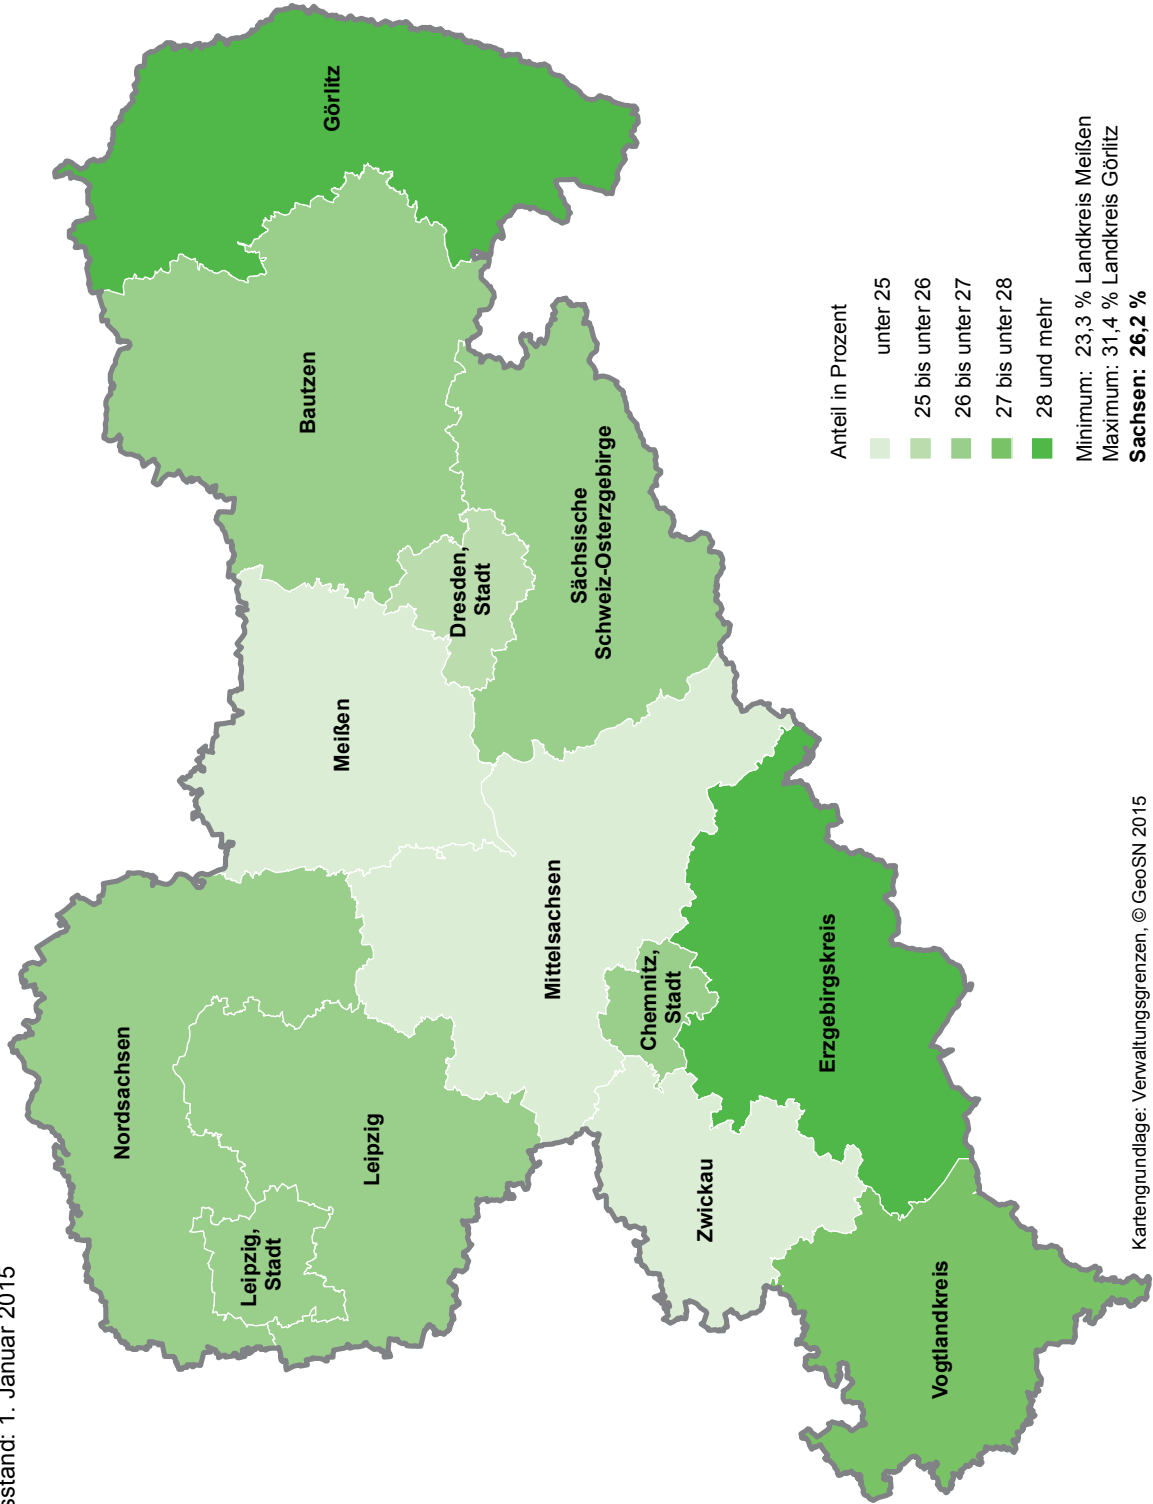 Görlitz
Bautzen
Sächsische
Schweiz-Osterzgebirge
Dresden,
Stadt
Meißen
Nordsachsen
Leipzig
Leipzig,
Stadt
Mittelsachsen
Chemnitz,
Stadt
Erzgebirgskreis
Zwickau
Vogtlandkreis
Anteil in Prozent
unter 25
25 bis unter 26
26 bis unter 27
27 bis unter 28
28 und mehr
Minimum: 23,3 % Landkreis Meißen
Maximum: 31,4 % Landkreis Görlitz
Sachsen: 26,2 %
Kartengrundlage: Verwaltungsgrenzen, © GeoSN 2015
1. Januar 2015